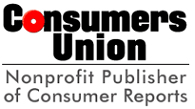 Consumers
Union
Nonprofit Publisher
of Consumer Reports